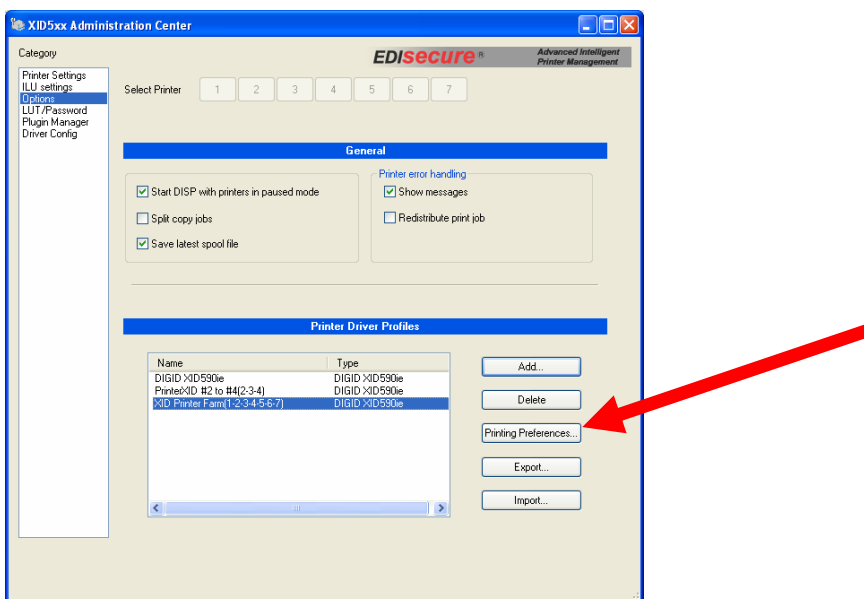 XID5xx Administration Center
Category
EDIsecure ®
Advanced Intelligent
Printer Management
Printer Settings
ILU settings
Options
LUT/Password
Plugin Manager
Driver Config
Select Printer 1 2 3 4 5 6 7
General
Start DISP with printers in paused mode
Split copy jobs
Save latest spool file
Printer error handling
Show messages
Redistribute print job
Printer Driver Profiles
Name Type
DIGID XID590ie DIGID XID590ie
PrinterXID #2 to #4(2-3-4) DIGID XID590ie
XID Printer Farm(1-2-3-4-5-6-7) DIGID XID590ie
Add...
Delete
Printing Preferences...
Export...
Import...